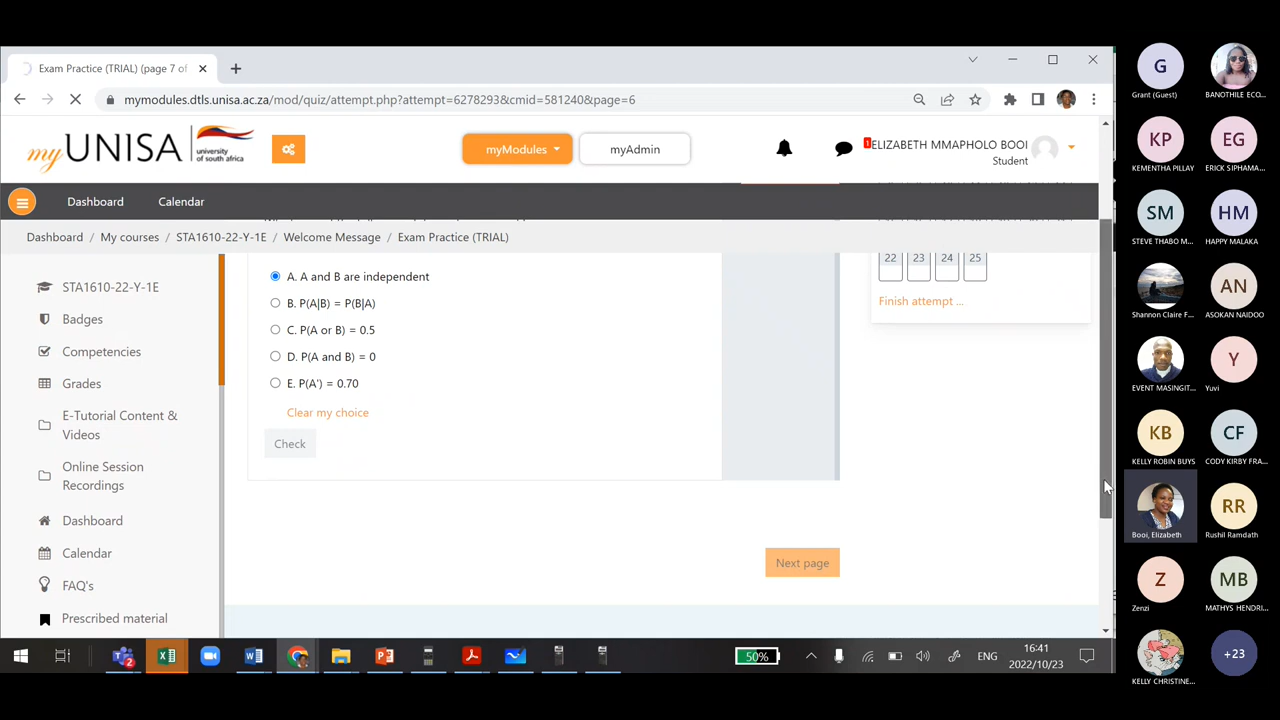 Exam Practice (TRIAL) (page 7 of
mymodules.dtls.unisa.ac.za/mod/quiz/attempt.php?attempt=6278293&cmid=581240&page=6
my UNISA
university
of south africa
myModules
myAdmin
1
ELIZABETH MMAPHOLO BOOI
Student
Dashboard
Calendar
Dashboard / My courses / STA1610-22-Y-1E / Welcome Message / Exam Practice (TRIAL)
STA1610-22-Y-1E
Badges
Competencies
Grades
E-Tutorial Content &
Videos
Online Session
Recordings
Dashboard
Calendar
FAQ's
Prescribed material
A. A and B are independent
B. P(A|B) = P(B|A)
C. P(A or B) = 0.5
D. P(A and B) = 0
E. P(A') = 0.70
Clear my choice
Check
Next page
22 23 24 25
Finish attempt ...
50%
ENG
16:41
2022/10/23
G
Grant (Guest)
BANOTHILE ECO...
KP
KEMENTHA PILLAY
EG
ERICK SIPHAMA...
SM
STEVE THABO M...
HM
HAPPY MALAKA
Shannon Claire F...
AN
ASOKAN NAIDOO
EVENT MASINGIT...
Y
Yuvi
KB
KELLY ROBIN BUYS
CF
CODY KIRBY FRA...
Booi, Elizabeth
RR
Rushil Ramdath
Z
Zenzi
MB
MATHYS HENDRI...
KELLY CHRISTINE...
+23